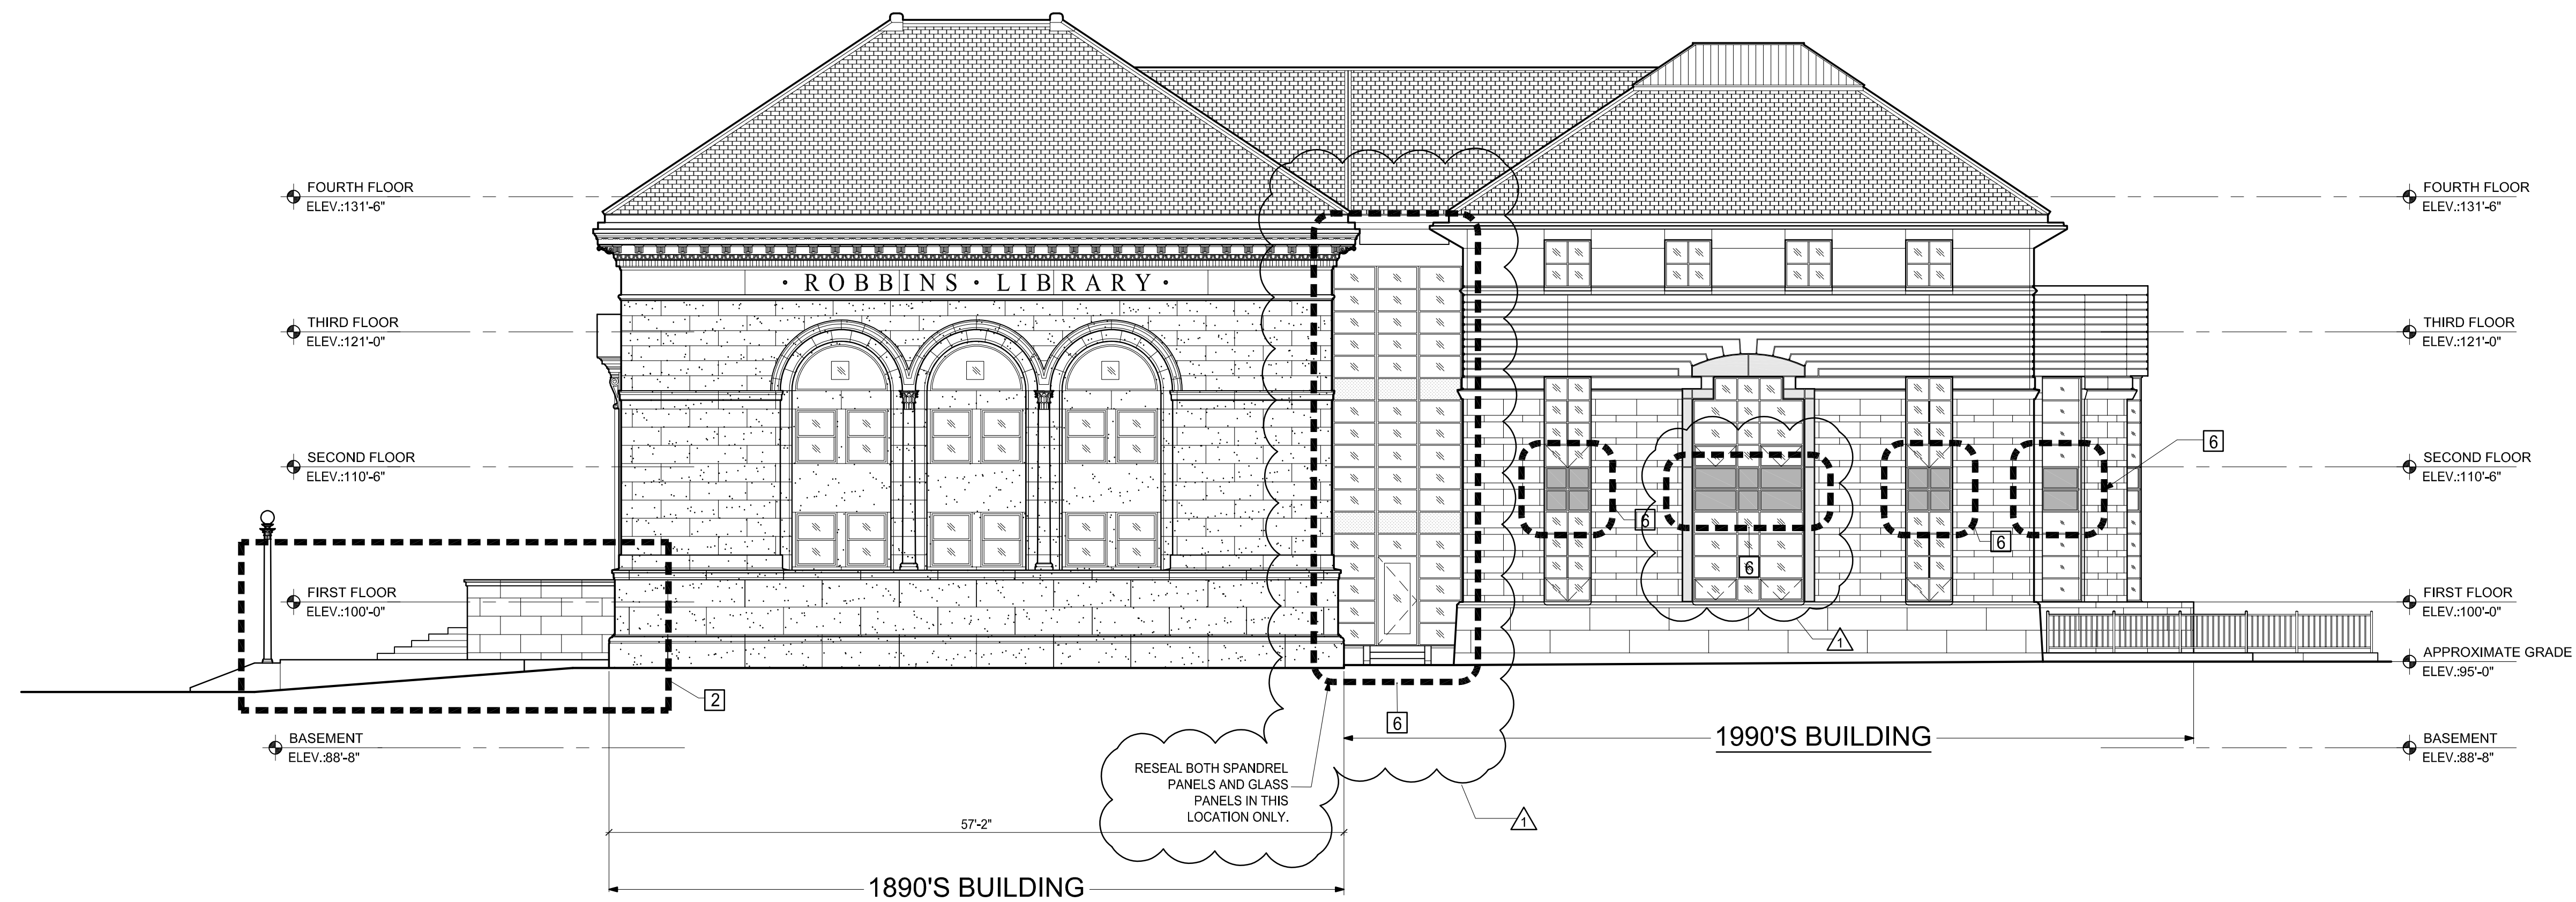 FOURTH FLOOR
ELEV.:131'-6"
THIRD FLOOR
ELEV.:121'-0"
SECOND FLOOR
ELEV.:110'-6"
FIRST FLOOR
ELEV.:100'-0"
BASEMENT
ELEV.:88'-8"
· ROBBINS · LIBRARY ·
2
6
6
6
6
6
1
1
RESEAL BOTH SPANDREL
PANELS AND GLASS
PANELS IN THIS
LOCATION ONLY.
57'-2"
1890'S BUILDING
1990'S BUILDING
FOURTH FLOOR
ELEV.:131'-6"
THIRD FLOOR
ELEV.:121'-0"
SECOND FLOOR
ELEV.:110'-6"
FIRST FLOOR
ELEV.:100'-0"
APPROXIMATE GRADE
ELEV.:95'-0"
BASEMENT
ELEV.:88'-8"